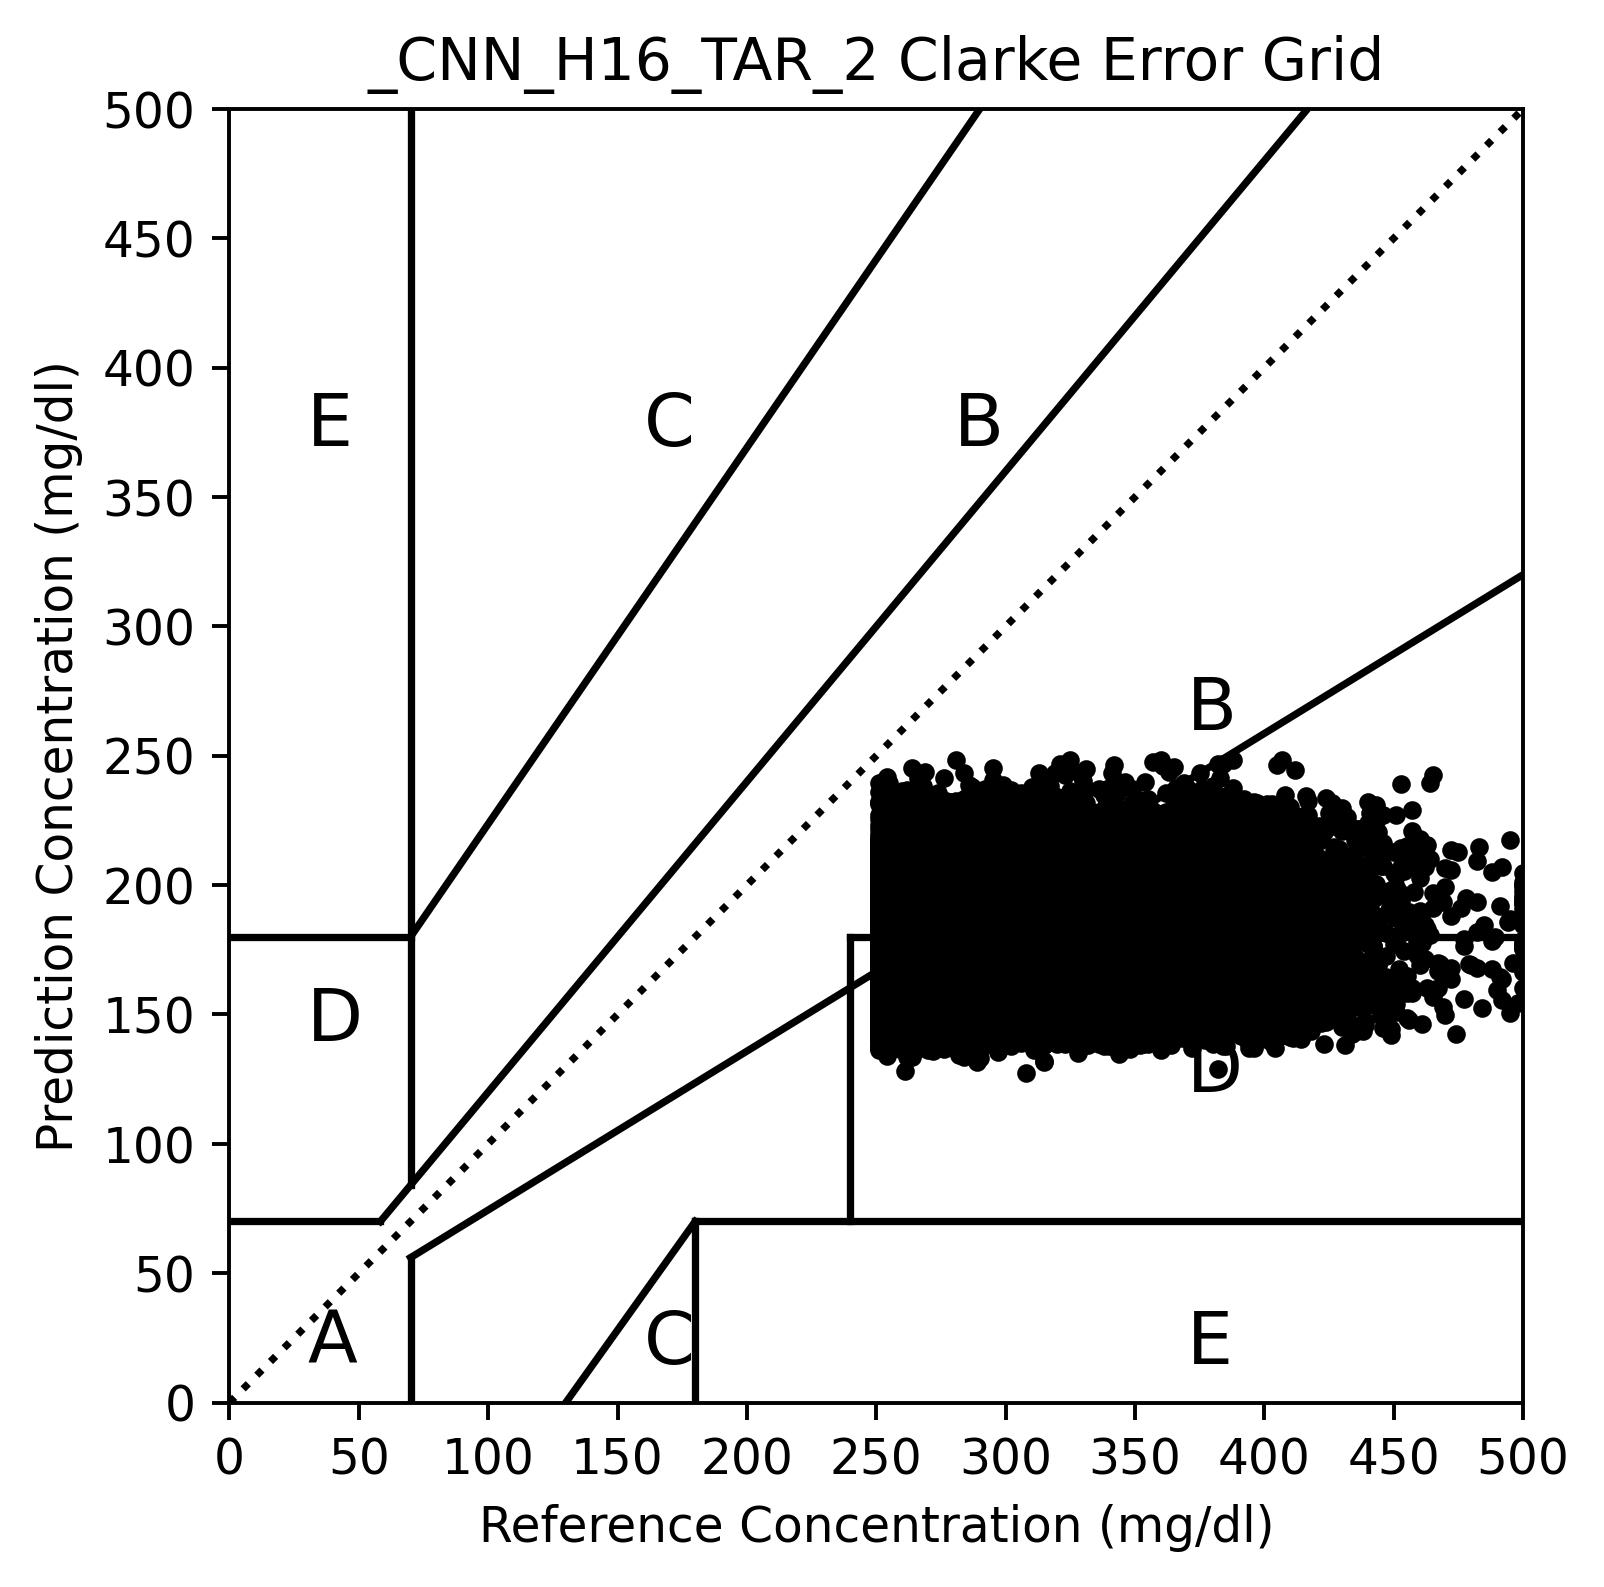 _CNN_H16_TAR_2 Clarke Error Grid
500
450
400
350
300
250
200
150
100
50
0
Prediction Concentration (mg/dl)
E
C
B
B
D
D
A
C
E
0 50 100 150 200 250 300 350 400 450 500
Reference Concentration (mg/dl)